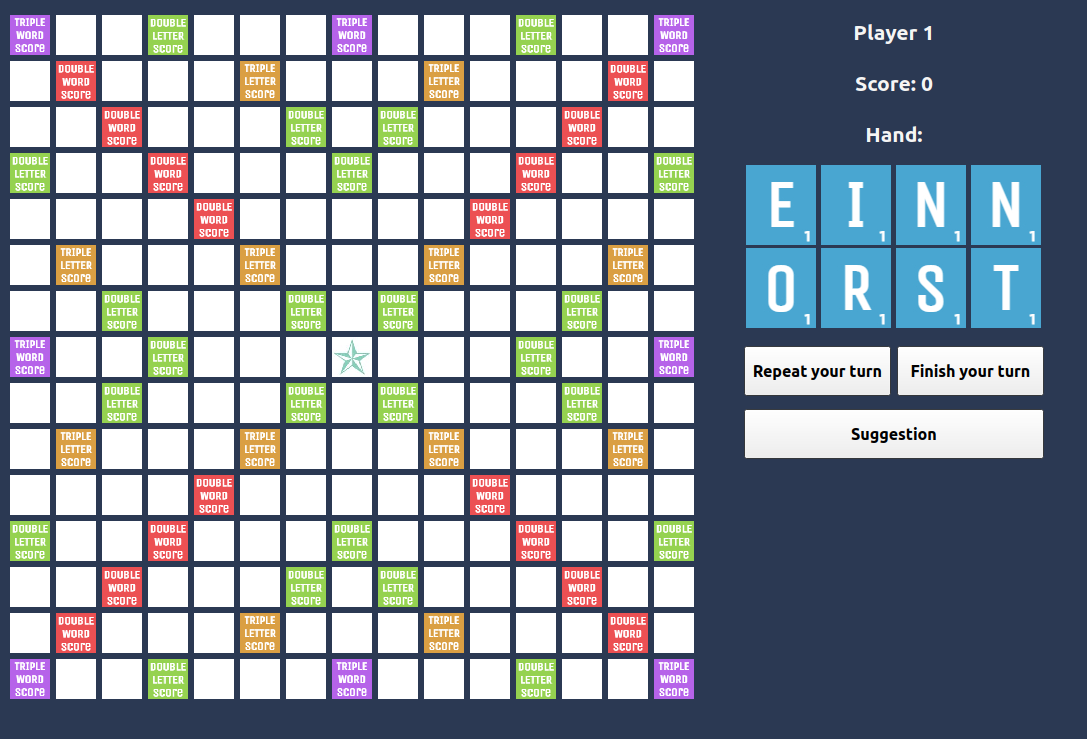 TRIPLE DOUBLE TRIPLE DOUBLE TRIPLE
WORD LETTER WORD LETTER WORD
SCORE SCORE SCORE SCORE SCORE
DOUBLE TRIPLE TRIPLE DOUBLE
WORD LETTER LETTER WORD
SCORE SCORE SCORE SCORE
DOUBLE DOUBLE DOUBLE DOUBLE
WORD LETTER LETTER WORD
SCORE SCORE SCORE SCORE
DOUBLE DOUBLE DOUBLE DOUBLE DOUBLE
LETTER WORD LETTER WORD LETTER
SCORE SCORE SCORE SCORE SCORE
DOUBLE DOUBLE
WORD WORD
SCORE SCORE
TRIPLE TRIPLE TRIPLE TRIPLE
LETTER LETTER LETTER LETTER
SCORE SCORE SCORE SCORE
DOUBLE DOUBLE DOUBLE DOUBLE
LETTER LETTER LETTER LETTER
SCORE SCORE SCORE SCORE
TRIPLE DOUBLE DOUBLE TRIPLE
WORD LETTER LETTER WORD
SCORE SCORE SCORE SCORE
DOUBLE DOUBLE DOUBLE DOUBLE
LETTER LETTER LETTER LETTER
SCORE SCORE SCORE SCORE
TRIPLE TRIPLE TRIPLE TRIPLE
LETTER LETTER LETTER LETTER
SCORE SCORE SCORE SCORE
DOUBLE DOUBLE
WORD WORD
SCORE SCORE
DOUBLE DOUBLE DOUBLE DOUBLE DOUBLE
LETTER WORD LETTER WORD LETTER
SCORE SCORE SCORE SCORE SCORE
DOUBLE DOUBLE DOUBLE DOUBLE
WORD LETTER LETTER WORD
SCORE SCORE SCORE SCORE
DOUBLE TRIPLE TRIPLE DOUBLE
WORD LETTER LETTER WORD
SCORE SCORE SCORE SCORE
TRIPLE DOUBLE TRIPLE DOUBLE TRIPLE
WORD LETTER WORD LETTER WORD
SCORE SCORE SCORE SCORE SCORE
Player 1
Score: 0
Hand:
E 1 I 1 N 1 N 1
O 1 R 1 S 1 T 1
Repeat your turn
Finish your turn
Suggestion